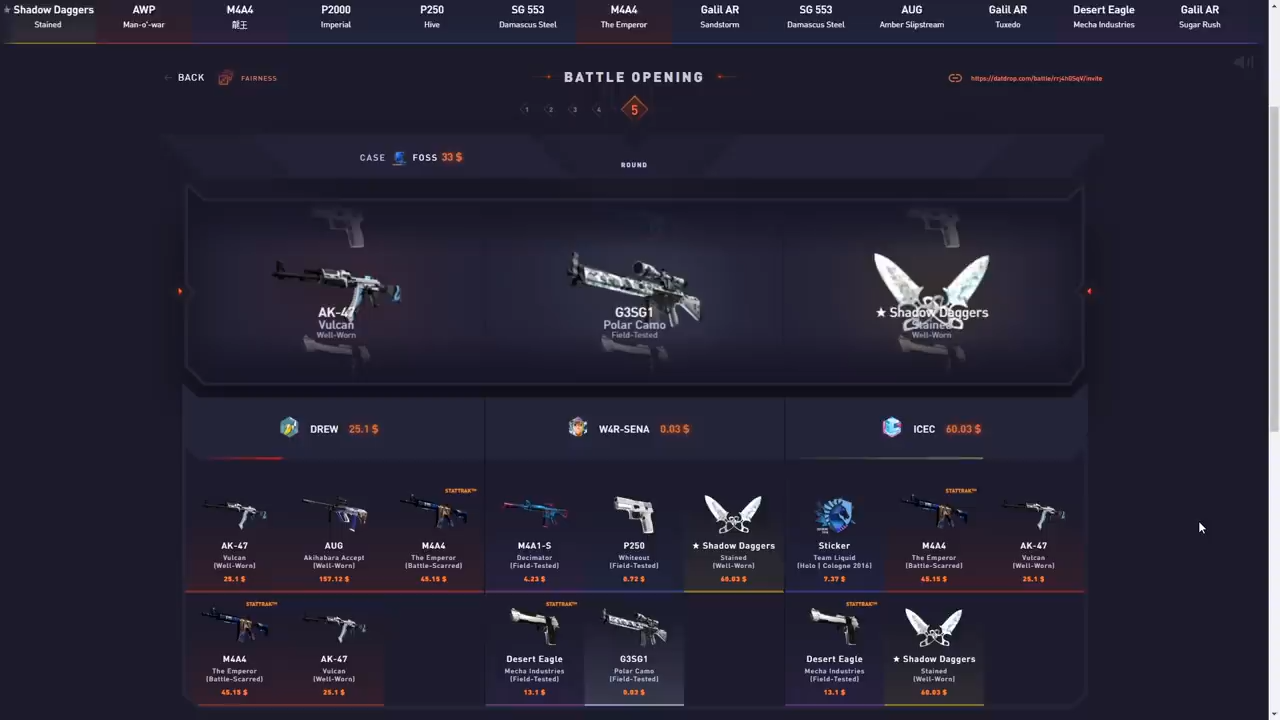 ★ Shadow Daggers
Stained
AWP
Man-o'-war
M4A4
龍王
P2000
Imperial
P250
Hive
SG 553
Damascus Steel
M4A4
The Emperor
Galil AR
Sandstorm
SG 553
Damascus Steel
AUG
Amber Slipstream
Galil AR
Tuxedo
Desert Eagle
Mecha Industries
Galil AR
Sugar Rush
← BACK
FAIRNESS
BATTLE OPENING
1 2 3 4 5
CASE FOSS 33 $
ROUND
AK-47
Vulcan
Well-Worn
G3SG1
Polar Camo
Field-Tested
★ Shadow Daggers
Stained
Well-Worn
DREW 25.1 $
W4R-SENA 0.03 $
ICEC 60.03 $
AK-47
Vulcan
(Well-Worn)
25.1 $
AUG
Akihabara Accept
(Well-Worn)
157.12 $
STATTRAK™
M4A4
The Emperor
(Battle-Scarred)
45.15 $
M4A1-S
Decimator
(Field-Tested)
4.23 $
P250
Whiteout
(Field-Tested)
8.72 $
★ Shadow Daggers
Stained
(Well-Worn)
60.03 $
Sticker
Team Liquid
(Holo | Cologne 2016)
7.37 $
STATTRAK™
M4A4
The Emperor
(Battle-Scarred)
45.15 $
AK-47
Vulcan
(Well-Worn)
25.1 $
STATTRAK™
M4A4
The Emperor
(Battle-Scarred)
45.15 $
AK-47
Vulcan
(Well-Worn)
25.1 $
STATTRAK™
Desert Eagle
Mecha Industries
(Field-Tested)
13.1 $
G3SG1
Polar Camo
(Field-Tested)
0.03 $
STATTRAK™
Desert Eagle
Mecha Industries
(Field-Tested)
13.1 $
★ Shadow Daggers
Stained
(Well-Worn)
60.03 $